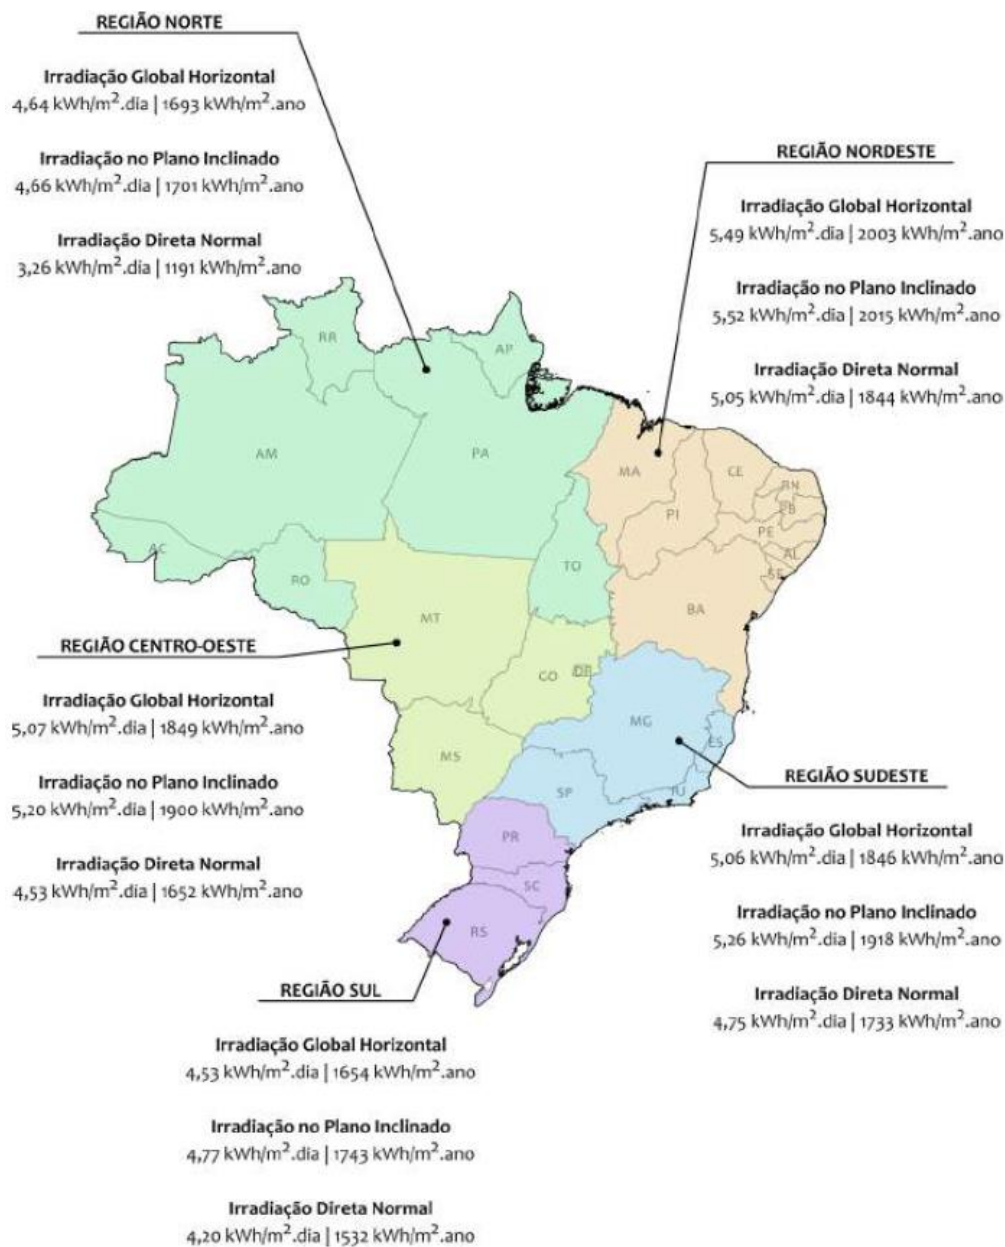 REGIÃO NORTE
Irradiação Global Horizontal
4,64 kWh/m².dia | 1693 kWh/m².ano
Irradiação no Plano Inclinado
4,66 kWh/m².dia | 1701 kWh/m².ano
Irradiação Direta Normal
3,26 kWh/m².dia | 1191 kWh/m².ano
REGIÃO NORDESTE
Irradiação Global Horizontal
5,49 kWh/m².dia | 2003 kWh/m².ano
Irradiação no Plano Inclinado
5,52 kWh/m².dia | 2015 kWh/m².ano
Irradiação Direta Normal
5,05 kWh/m².dia | 1844 kWh/m².ano
RR
AP
AM
PA
MA
CE
RN
PB
PI
PE
AL
SE
AC
RO
TO
BA
MT
GO
DF
MG
ES
MS
SP
RJ
PR
SC
RS
REGIÃO CENTRO-OESTE
Irradiação Global Horizontal
5,07 kWh/m².dia | 1849 kWh/m².ano
Irradiação no Plano Inclinado
5,20 kWh/m².dia | 1900 kWh/m².ano
Irradiação Direta Normal
4,53 kWh/m².dia | 1652 kWh/m².ano
REGIÃO SUDESTE
Irradiação Global Horizontal
5,06 kWh/m².dia | 1846 kWh/m².ano
Irradiação no Plano Inclinado
5,26 kWh/m².dia | 1918 kWh/m².ano
Irradiação Direta Normal
4,75 kWh/m².dia | 1733 kWh/m².ano
REGIÃO SUL
Irradiação Global Horizontal
4,53 kWh/m².dia | 1654 kWh/m².ano
Irradiação no Plano Inclinado
4,77 kWh/m².dia | 1743 kWh/m².ano
Irradiação Direta Normal
4,20 kWh/m².dia | 1532 kWh/m².ano